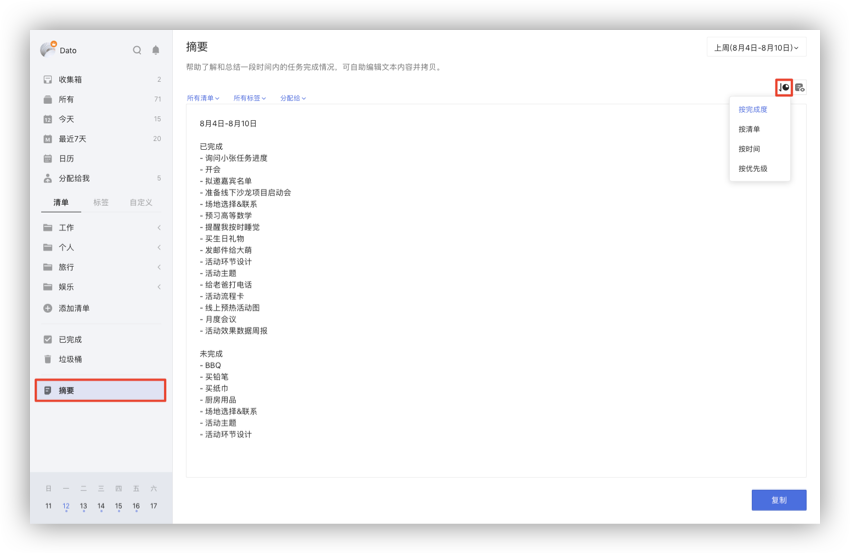 Dato
收集箱 2
所有 71
今天 15
最近7天 20
日历
分配给我 5
清单 标签 自定义
工作
个人
旅行
娱乐
添加清单
已完成
垃圾桶
摘要
日 一 二 三 四 五 六
11 12 13 14 15 16 17
摘要
上周(8月4日-8月10日)
帮助了解和总结一段时间内的任务完成情况，可自助编辑文本内容并拷贝。
所有清单 所有标签 分配给
按完成度
按清单
按时间
按优先级
8月4日-8月10日
已完成
- 询问小张任务进度
- 开会
- 拟邀嘉宾名单
- 准备线下沙龙项目启动会
- 场地选择&联系
- 预习高等数学
- 提醒我按时睡觉
- 买生日礼物
- 发邮件给大萌
- 活动环节设计
- 活动主题
- 给老爸打电话
- 活动流程卡
- 线上预热活动图
- 月度会议
- 活动效果数据周报
未完成
- BBQ
- 买铅笔
- 买纸巾
- 厨房用品
- 场地选择&联系
- 活动主题
- 活动环节设计
复制